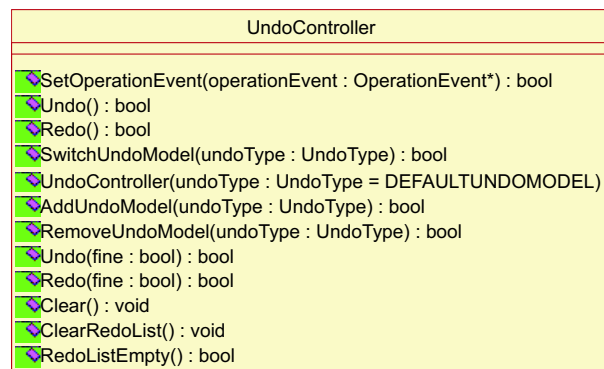 UndoController
SetOperationEvent(operationEvent : OperationEvent*) : bool
Undo() : bool
Redo() : bool
SwitchUndoModel(undoType : UndoType) : bool
UndoController(undoType : UndoType = DEFAULTUNDOMODEL)
AddUndoModel(undoType : UndoType) : bool
RemoveUndoModel(undoType : UndoType) : bool
Undo(fine : bool) : bool
Redo(fine : bool) : bool
Clear() : void
ClearRedoList() : void
RedoListEmpty() : bool